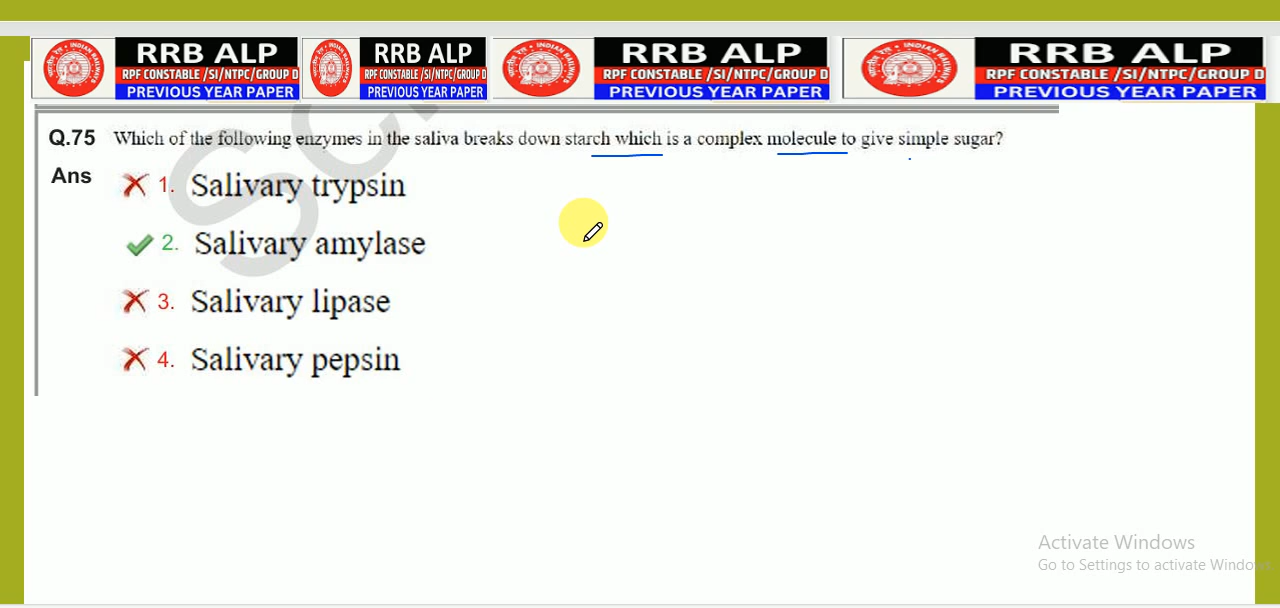 RRB ALP RRB ALP RRB ALP RRB ALP
RPF CONSTABLE /SI/NTPC/GROUP D RPF CONSTABLE /SI/NTPC/GROUP D RPF CONSTABLE /SI/NTPC/GROUP D RPF CONSTABLE /SI/NTPC/GROUP D
PREVIOUS YEAR PAPER PREVIOUS YEAR PAPER PREVIOUS YEAR PAPER PREVIOUS YEAR PAPER
Q.75 Which of the following enzymes in the saliva breaks down starch which is a complex molecule to give simple sugar?
Ans 1. Salivary trypsin
2. Salivary amylase
3. Salivary lipase
4. Salivary pepsin
Activate Windows
Go to Settings to activate Windows